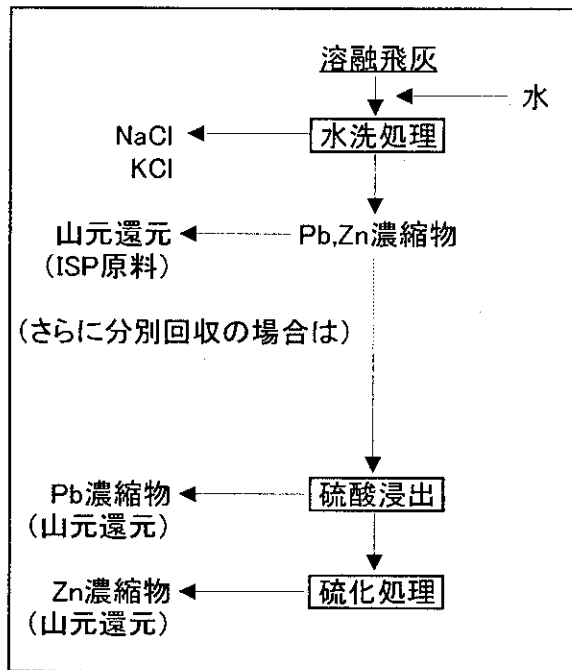 溶融飛灰
水
NaCl
水洗処理
KCl
山元還元
Pb,Zn濃縮物
(ISP原料)
(さらに分別回収の場合は)
Pb濃縮物
硫酸浸出
(山元還元)
Zn濃縮物
硫化処理
(山元還元)